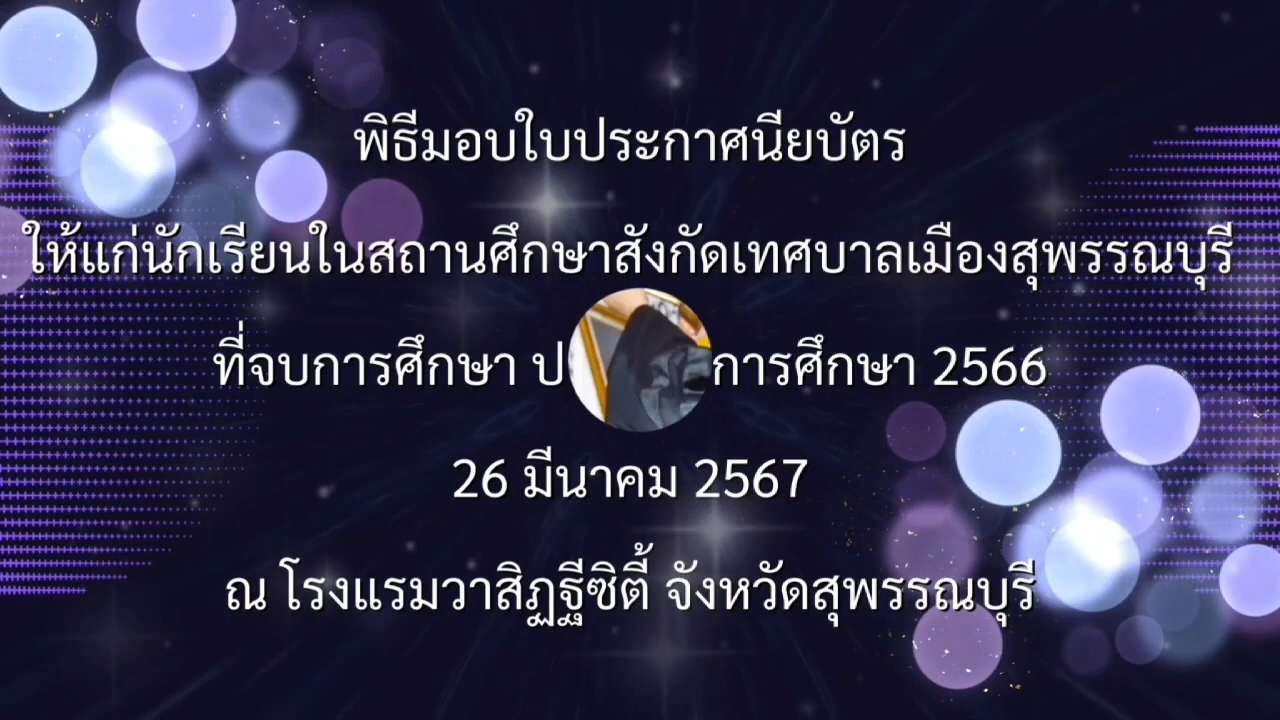 พิธีมอบใบประกาศนียบัตร
ให้แก่นักเรียนในสถานศึกษาสังกัดเทศบาลเมืองสุพรรณบุรี
ที่จบการศึกษา การศึกษา 2566
26 มีนาคม 2567
ณ โรงแรมวาสิฏฐีซิตี้ จังหวัดสุพรรณบุรี